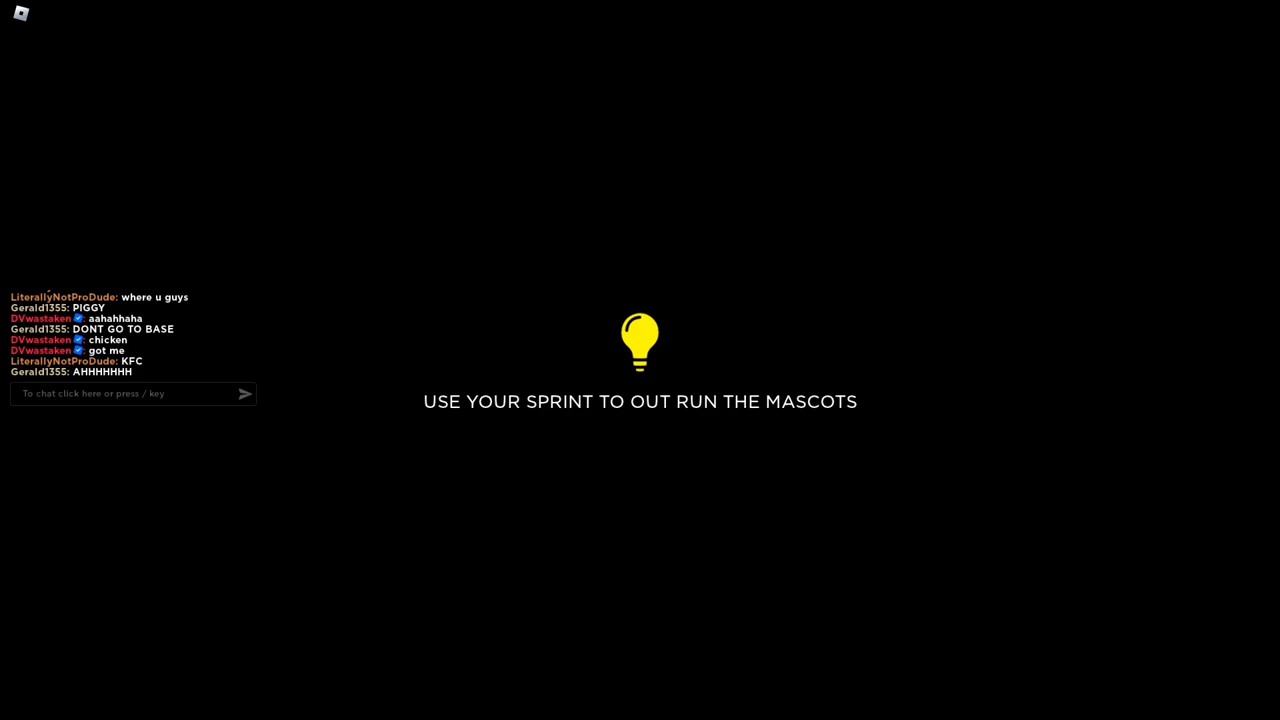 LiterallyNotProDude: where u guys
Gerald1355: PIGGY
DVwastaken : aahahhaha
Gerald1355: DONT GO TO BASE
DVwastaken : chicken
DVwastaken : got me
LiterallyNotProDude: KFC
Gerald1355: AHHHHHHH
To chat click here or press / key
USE YOUR SPRINT TO OUT RUN THE MASCOTS